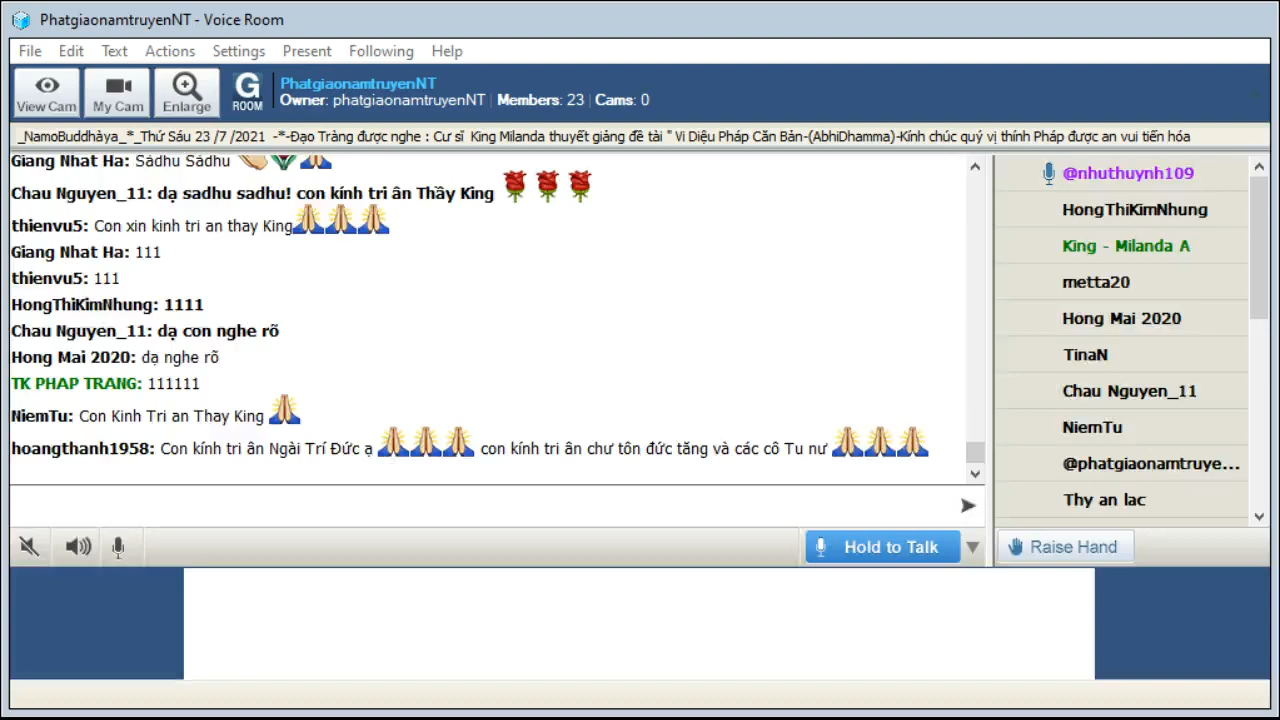 PhatgiaonamtruyenNT - Voice Room
File Edit Text Actions Settings Present Following Help
View Cam My Cam Enlarge G ROOM
PhatgiaonamtruyenNT
Owner: phatgiaonamtruyenNT | Members: 23 | Cams: 0
_NamoBuddhàya_*_Thứ Sáu 23 /7 /2021 -*-Đạo Tràng được nghe : Cư sĩ King Milanda thuyết giảng đề tài " Vi Diệu Pháp Căn Bản-(AbhiDhamma)-Kính chúc quý vị thính Pháp được an vui tiến hóa
Giang Nhat Ha: Sādhu Sādhu
Chau Nguyen_11: dạ sadhu sadhu! con kính tri ân Thầy King
thienvu5: Con xin kinh tri an thay King
Giang Nhat Ha: 111
thienvu5: 111
HongThiKimNhung: 1111
Chau Nguyen_11: dạ con nghe rõ
Hong Mai 2020: dạ nghe rõ
TK PHAP TRANG: 111111
NiemTu: Con Kinh Tri an Thay King
hoangthanh1958: Con kính tri ân Ngài Trí Đức ạ con kính tri ân chư tôn đức tăng và các cô Tu nư
@nhuthuynh109
HongThiKimNhung
King - Milanda A
metta20
Hong Mai 2020
TinaN
Chau Nguyen_11
NiemTu
@phatgiaonamtruye...
Thy an lac
Hold to Talk
Raise Hand